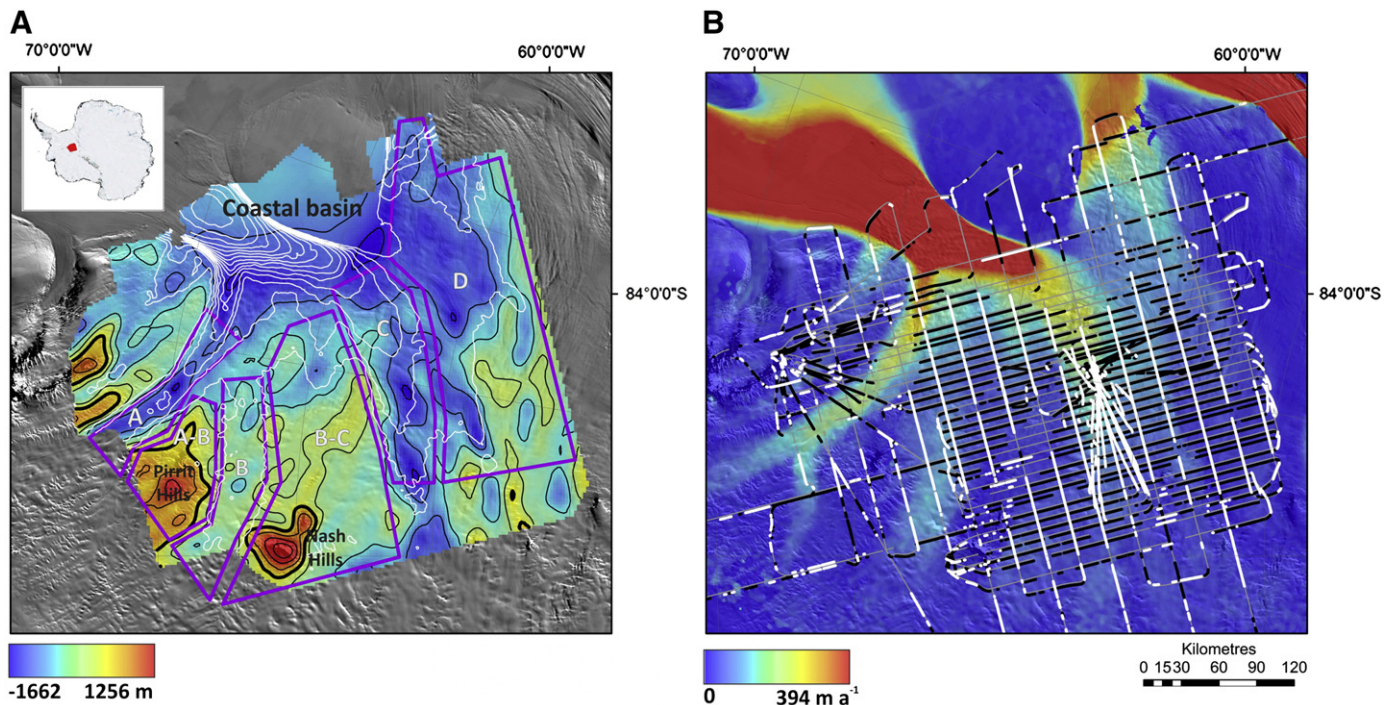 A
B
70°0'0"W
60°0'0"W
70°0'0"W
60°0'0"W
Coastal basin
D
84°0'0"S
84°0'0"S
C
A
A-B
B
B-C
Pirrit
Hills
Nash
Hills
-1662 1256 m
0 394 m a⁻¹
Kilometres
0 15 30 60 90 120